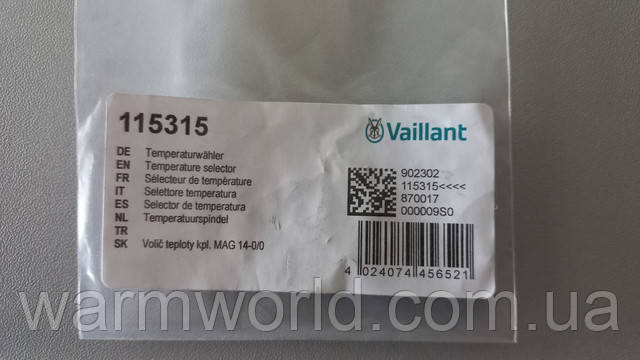 115315
Vaillant
DE Temperaturwähler
EN Temperature selector
FR Sélecteur de température
IT Selettore temperatura
ES Selector de temperatura
NL Temperatuurspindel
TR
SK Volič teploty kpl. MAG 14-0/0
902302
115315<<<<
870017
000009S0
4 024074 456521
warmworld.com.ua